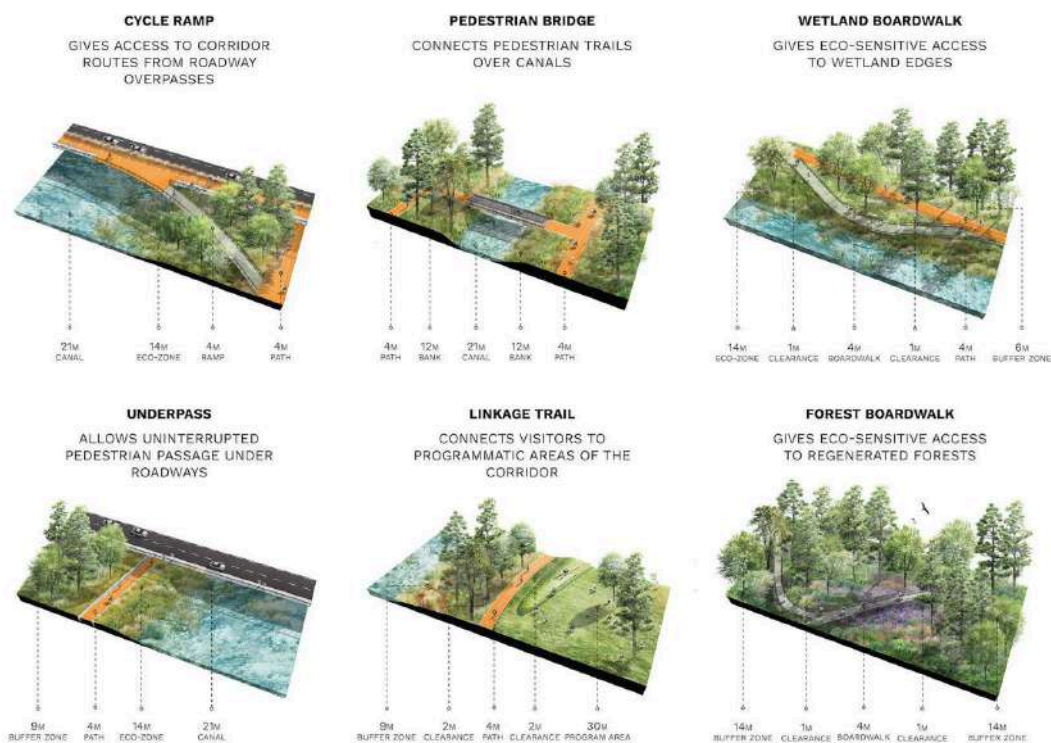 CYCLE RAMP
GIVES ACCESS TO CORRIDOR
ROUTES FROM ROADWAY
OVERPASSES
21M
CANAL
14M
ECO-ZONE
4M
RAMP
4M
PATH
PEDESTRIAN BRIDGE
CONNECTS PEDESTRIAN TRAILS
OVER CANALS
4M
PATH
12M
BANK
21M
CANAL
12M
BANK
4M
PATH
WETLAND BOARDWALK
GIVES ECO-SENSITIVE ACCESS
TO WETLAND EDGES
14M
ECO-ZONE
1M
CLEARANCE
4M
BOARDWALK
1M
CLEARANCE
4M
PATH
6M
BUFFER ZONE
UNDERPASS
ALLOWS UNINTERRUPTED
PEDESTRIAN PASSAGE UNDER
ROADWAYS
9M
BUFFER ZONE
4M
PATH
14M
ECO-ZONE
21M
CANAL
LINKAGE TRAIL
CONNECTS VISITORS TO
PROGRAMMATIC AREAS OF THE
CORRIDOR
9M
BUFFER ZONE
2M
CLEARANCE
4M
PATH
2M
CLEARANCE
30M
PROGRAM AREA
FOREST BOARDWALK
GIVES ECO-SENSITIVE ACCESS
TO REGENERATED FORESTS
14M
BUFFER ZONE
1M
CLEARANCE
4M
BOARDWALK
1M
CLEARANCE
14M
BUFFER ZONE